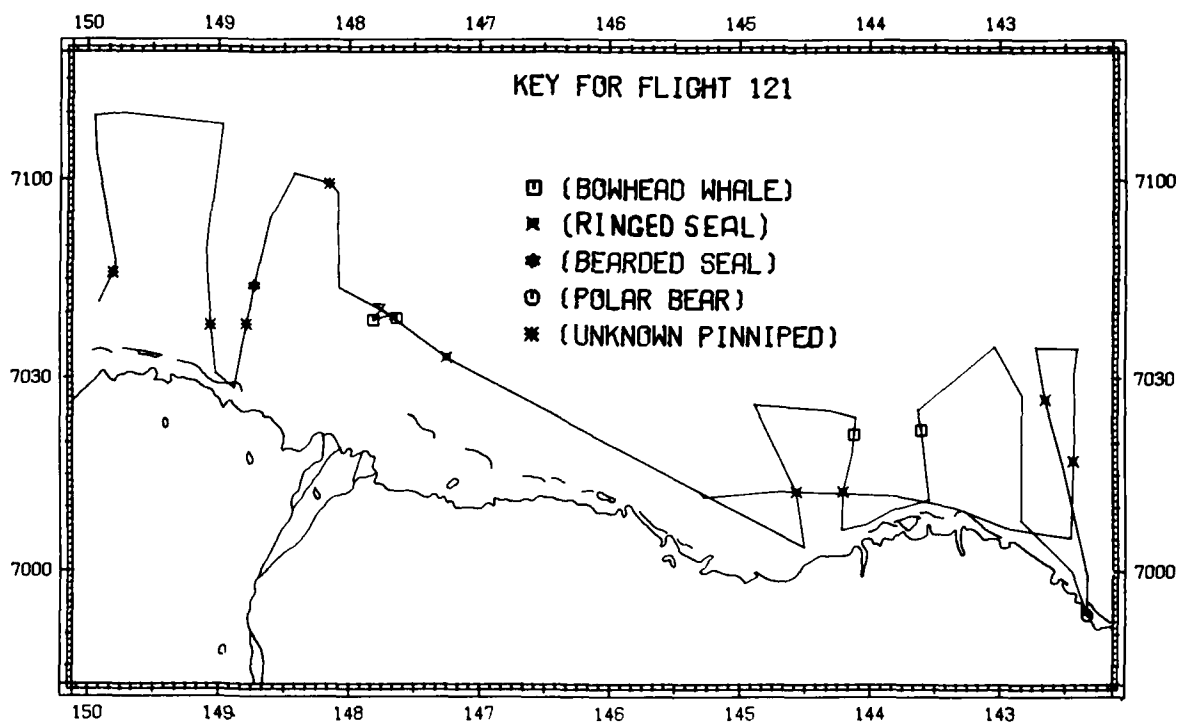 150 149 148 147 146 145 144 143
KEY FOR FLIGHT 121
7100 7100
(BOWHEAD WHALE)
(RINGED SEAL)
(BEARDED SEAL)
(POLAR BEAR)
(UNKNOWN PINNIPED)
7030 7030
7000 7000
150 149 148 147 146 145 144 143